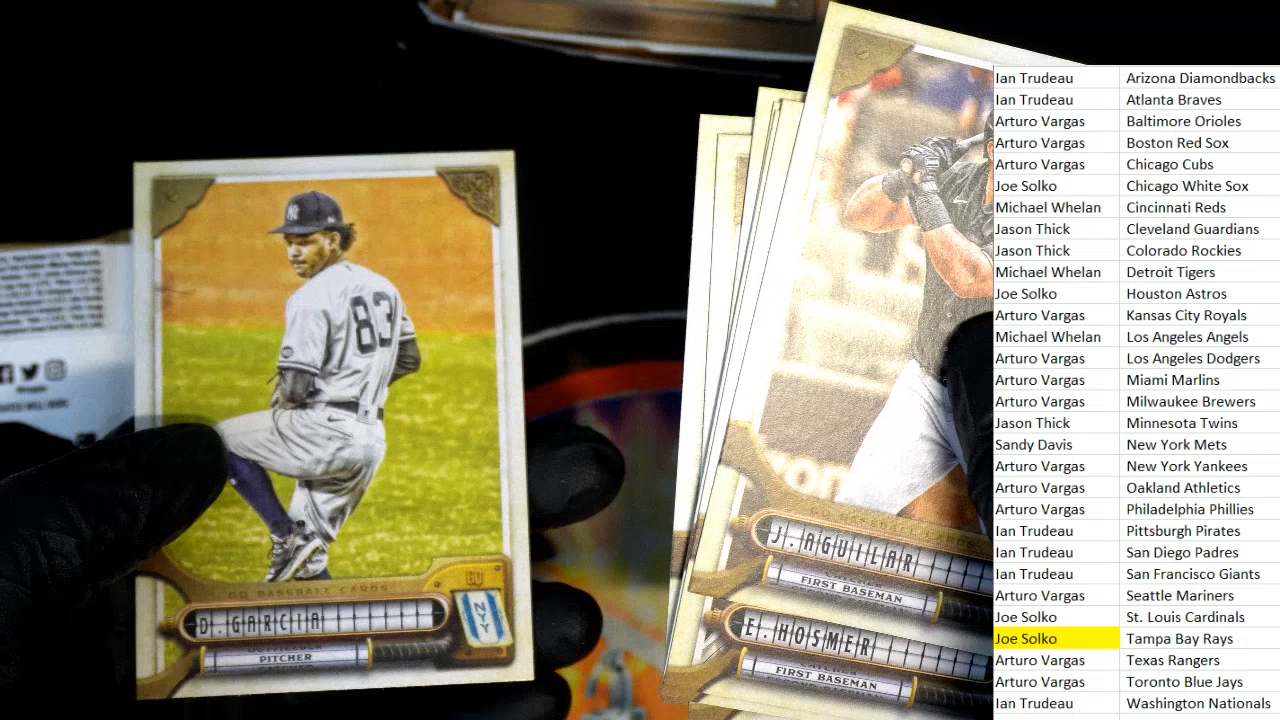 NY
83
GQ BASEBALL CARDS
GQ
D. GARCIA
NYY
PITCHER
J. AGUILAR
FIRST BASEMAN
E. HOSMER
FIRST BASEMAN
Ian Trudeau Arizona Diamondbacks
Ian Trudeau Atlanta Braves
Arturo Vargas Baltimore Orioles
Arturo Vargas Boston Red Sox
Arturo Vargas Chicago Cubs
Joe Solko Chicago White Sox
Michael Whelan Cincinnati Reds
Jason Thick Cleveland Guardians
Jason Thick Colorado Rockies
Michael Whelan Detroit Tigers
Joe Solko Houston Astros
Arturo Vargas Kansas City Royals
Michael Whelan Los Angeles Angels
Arturo Vargas Los Angeles Dodgers
Arturo Vargas Miami Marlins
Arturo Vargas Milwaukee Brewers
Jason Thick Minnesota Twins
Sandy Davis New York Mets
Arturo Vargas New York Yankees
Arturo Vargas Oakland Athletics
Arturo Vargas Philadelphia Phillies
Ian Trudeau Pittsburgh Pirates
Ian Trudeau San Diego Padres
Ian Trudeau San Francisco Giants
Arturo Vargas Seattle Mariners
Joe Solko St. Louis Cardinals
Joe Solko Tampa Bay Rays
Arturo Vargas Texas Rangers
Arturo Vargas Toronto Blue Jays
Ian Trudeau Washington Nationals